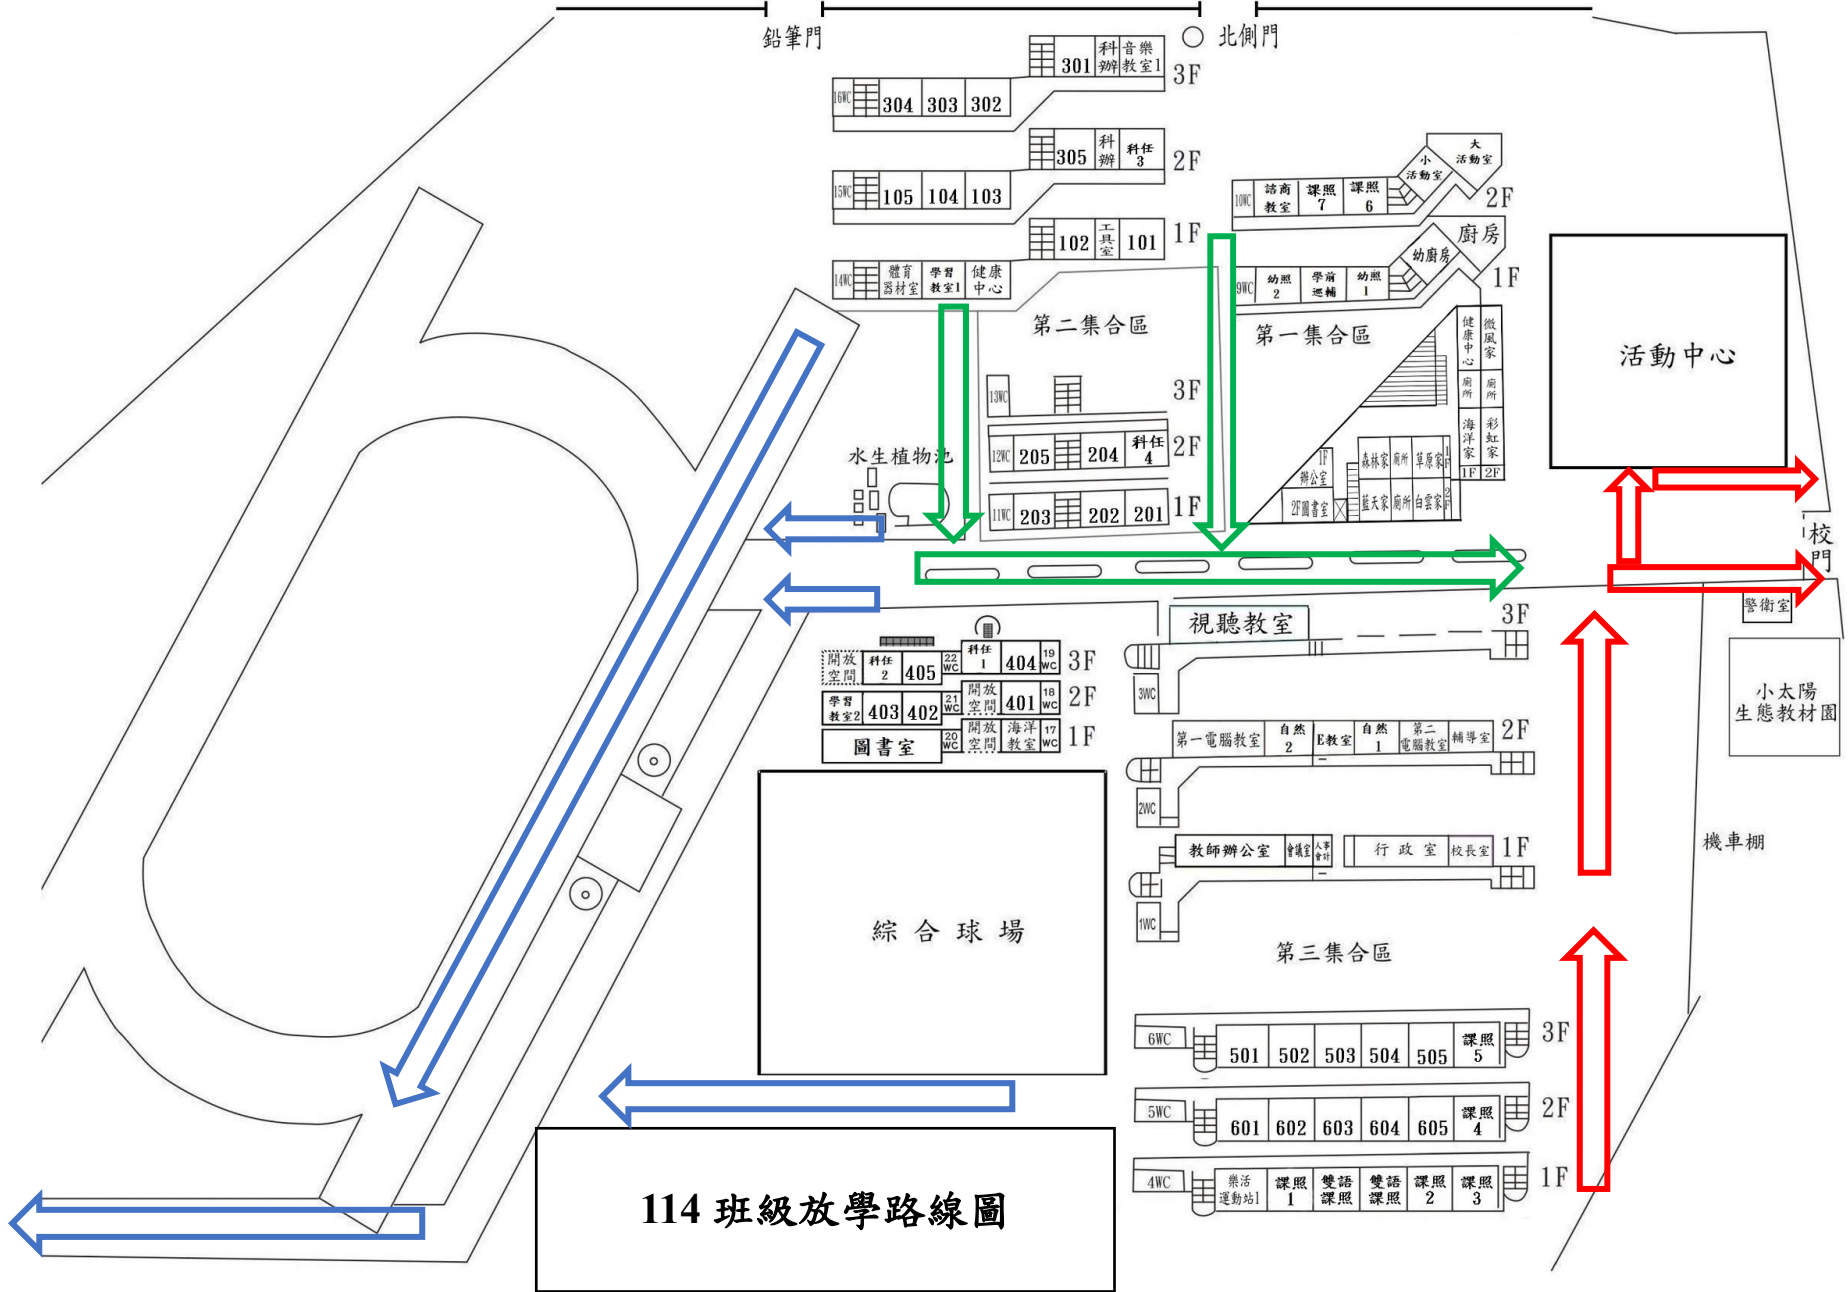 鉛筆門
北側門
301 科辦 音樂教室1 3F
16WC 304 303 302
305 科辦 科任3 2F
15WC 105 104 103
102 工具室 101 1F
14WC 體育器材室 學習教室1 健康中心
大活動室
小活動室
10WC 諮商教室 課照7 課照6 2F
廚房
幼廚房
9WC 幼照2 學前巡輔 幼照1 1F
第二集合區
第一集合區
活動中心
健康中心 微風家
廁所 廁所
海洋家 彩虹家
1F 2F
13WC 3F
12WC 205 204 科任4 2F
11WC 203 202 201 1F
水生植物池
1F辦公室
2F圖書室
森林家 廁所 草原家 1F
藍天家 廁所 白雲家 2F
校門
警衛室
視聽教室 3F
3WC
開放空間 科任2 405 22WC 科任1 404 19WC 3F
學習教室2 403 402 21WC 開放空間 401 18WC 2F
圖書室 20WC 開放空間 海洋教室 17WC 1F
小太陽
生態教材園
第一電腦教室 自然2 E教室 自然1 第二電腦教室 輔導室 2F
2WC
教師辦公室 會議室 人事會計 行政室 校長室 1F
1WC
機車棚
綜合球場
第三集合區
6WC 501 502 503 504 505 課照5 3F
5WC 601 602 603 604 605 課照4 2F
4WC 樂活運動站1 課照1 雙語課照 雙語課照 課照2 課照3 1F
114 班級放學路線圖